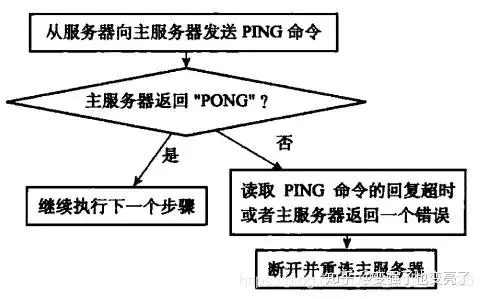 从服务器向主服务器发送 PING 命令
主服务器返回 "PONG" ？
是
否
继续执行下一个步骤
读取 PING 命令的回复超时
或者主服务器返回一个错误
断开并重连主服务器